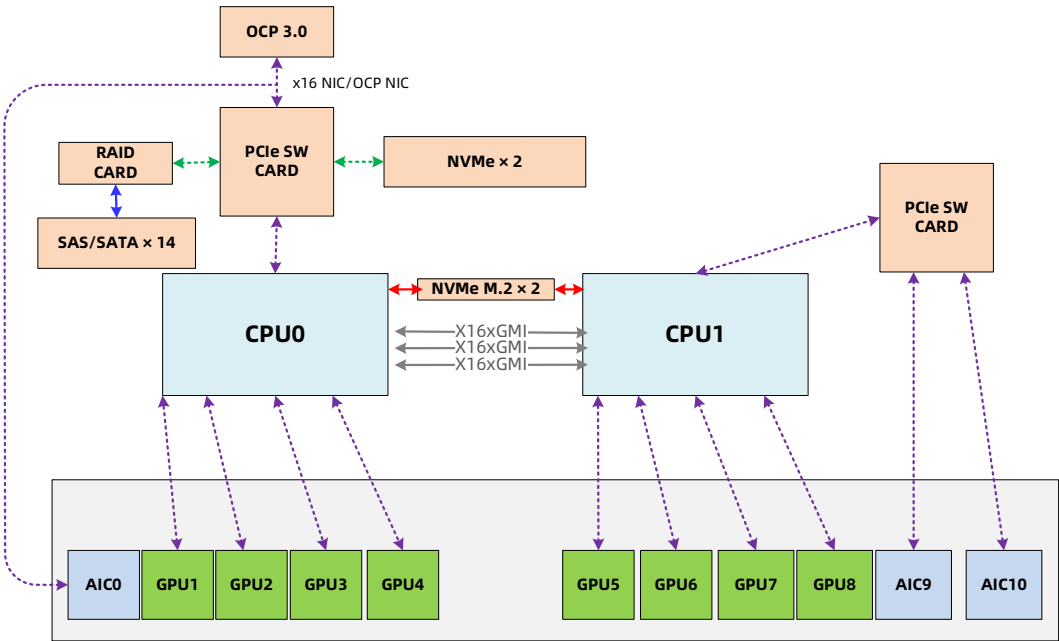 OCP 3.0
x16 NIC/OCP NIC
RAID
CARD
PCIe SW
CARD
NVMe × 2
SAS/SATA × 14
PCIe SW
CARD
CPU0
NVMe M.2 × 2
CPU1
X16xGMI
X16xGMI
X16xGMI
AIC0
GPU1
GPU2
GPU3
GPU4
GPU5
GPU6
GPU7
GPU8
AIC9
AIC10